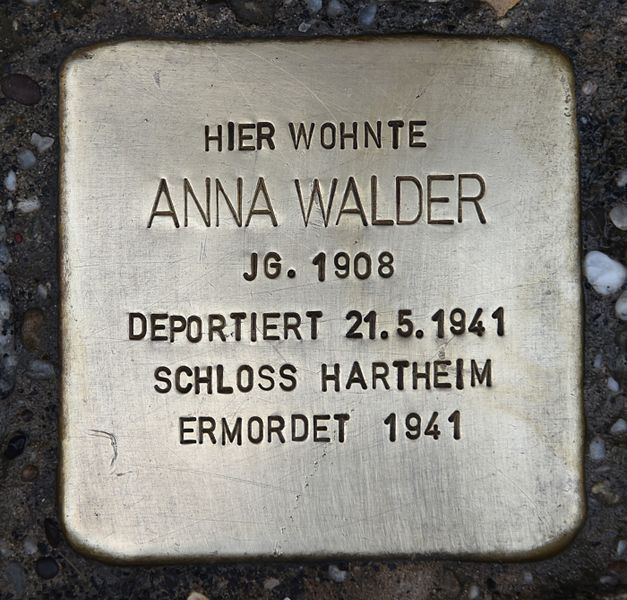 HIER WOHNTE
ANNA WALDER
JG. 1908
DEPORTIERT 21.5.1941
SCHLOSS HARTHEIM
ERMORDET 1941